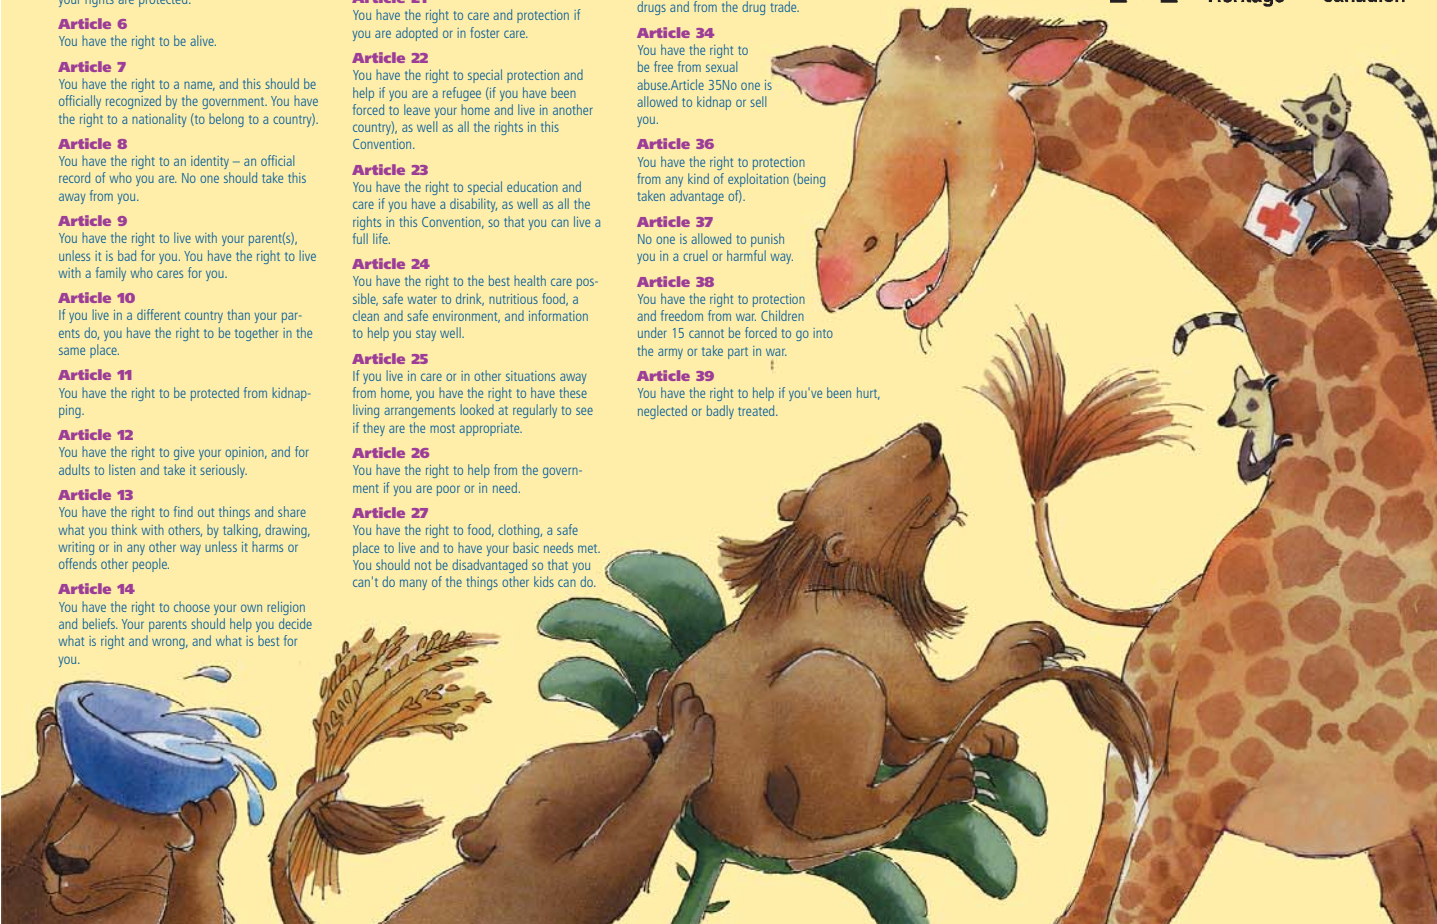 your rights are protected.
Article 6
You have the right to be alive.
Article 7
You have the right to a name, and this should be
officially recognized by the government. You have
the right to a nationality (to belong to a country).
Article 8
You have the right to an identity – an official
record of who you are. No one should take this
away from you.
Article 9
You have the right to live with your parent(s),
unless it is bad for you. You have the right to live
with a family who cares for you.
Article 10
If you live in a different country than your par-
ents do, you have the right to be together in the
same place.
Article 11
You have the right to be protected from kidnap-
ping.
Article 12
You have the right to give your opinion, and for
adults to listen and take it seriously.
Article 13
You have the right to find out things and share
what you think with others, by talking, drawing,
writing or in any other way unless it harms or
offends other people.
Article 14
You have the right to choose your own religion
and beliefs. Your parents should help you decide
what is right and wrong, and what is best for
you.
Article 21
You have the right to care and protection if
you are adopted or in foster care.
Article 22
You have the right to special protection and
help if you are a refugee (if you have been
forced to leave your home and live in another
country), as well as all the rights in this
Convention.
Article 23
You have the right to special education and
care if you have a disability, as well as all the
rights in this Convention, so that you can live a
full life.
Article 24
You have the right to the best health care pos-
sible, safe water to drink, nutritious food, a
clean and safe environment, and information
to help you stay well.
Article 25
If you live in care or in other situations away
from home, you have the right to have these
living arrangements looked at regularly to see
if they are the most appropriate.
Article 26
You have the right to help from the govern-
ment if you are poor or in need.
Article 27
You have the right to food, clothing, a safe
place to live and to have your basic needs met.
You should not be disadvantaged so that you
can't do many of the things other kids can do.
drugs and from the drug trade.
Article 34
You have the right to
be free from sexual
abuse.Article 35No one is
allowed to kidnap or sell
you.
Article 36
You have the right to protection
from any kind of exploitation (being
taken advantage of).
Article 37
No one is allowed to punish
you in a cruel or harmful way.
Article 38
You have the right to protection
and freedom from war. Children
under 15 cannot be forced to go into
the army or take part in war.
Article 39
You have the right to help if you've been hurt,
neglected or badly treated.
Heritage canadien